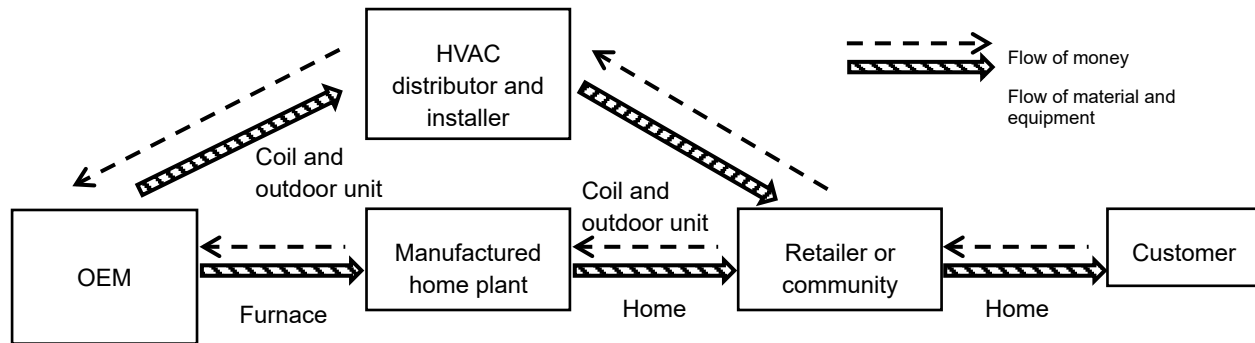 HVAC
distributor and
installer
Flow of money
Flow of material and
equipment
Coil and
outdoor unit
Coil and
outdoor unit
OEM
Manufactured
home plant
Retailer or
community
Customer
Furnace
Home
Home